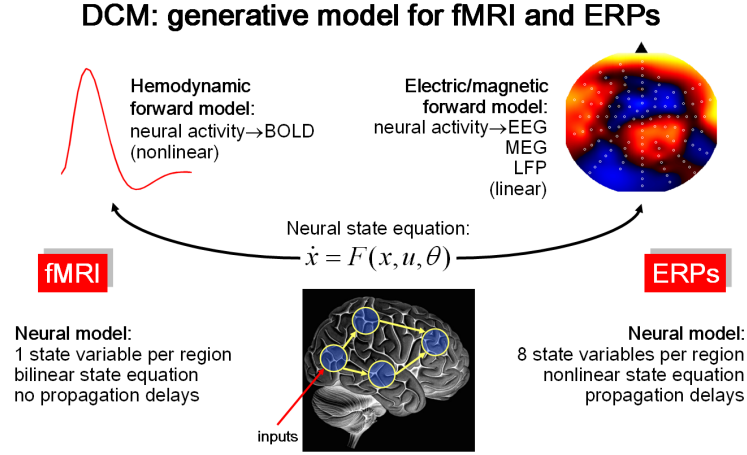 DCM: generative model for fMRI and ERPs
Hemodynamic
forward model:
neural activity→BOLD
(nonlinear)
Electric/magnetic
forward model:
neural activity→EEG
MEG
LFP
(linear)
Neural state equation:
ẋ = F(x, u, θ)
fMRI
ERPs
Neural model:
1 state variable per region
bilinear state equation
no propagation delays
Neural model:
8 state variables per region
nonlinear state equation
propagation delays
inputs